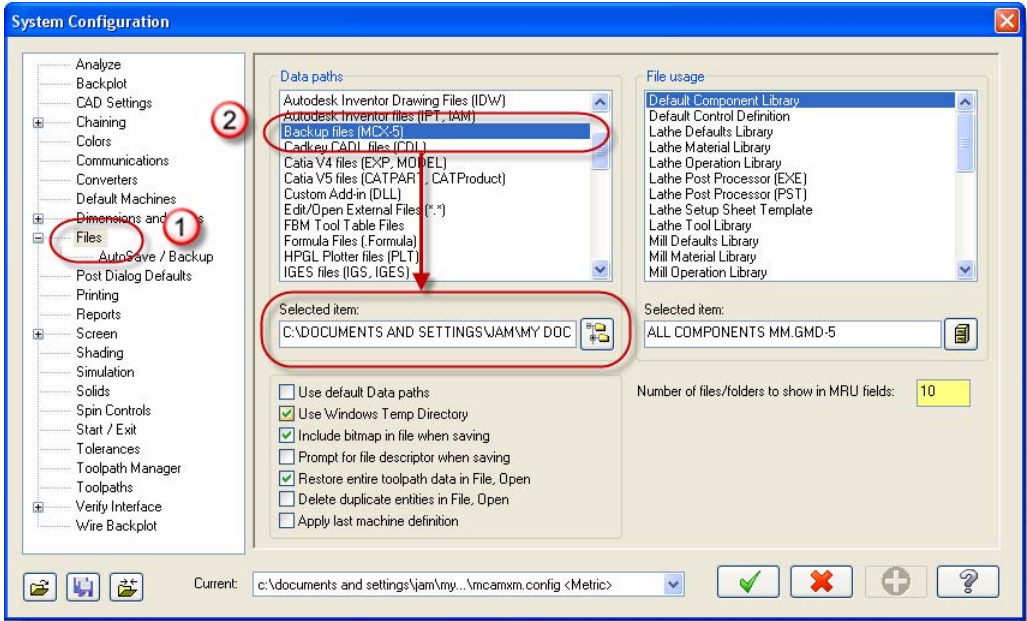 System Configuration
Analyze
Backplot
CAD Settings
Chaining
Colors
Communications
Converters
Default Machines
Dimensions and
Files
AutoSave / Backup
Post Dialog Defaults
Printing
Reports
Screen
Shading
Simulation
Solids
Spin Controls
Start / Exit
Tolerances
Toolpath Manager
Toolpaths
Verify Interface
Wire Backplot
1
2
Data paths
Autodesk Inventor Drawing Files (IDW)
Autodesk Inventor files (IPT, IAM)
Backup files (MCX-5)
Cadkey CADL files (CDL)
Catia V4 files (EXP, MODEL)
Catia V5 files (CATPART, CATProduct)
Custom Add-in (DLL)
Edit/Open External Files (*.*)
FBM Tool Table Files
Formula Files (.Formula)
HPGL Plotter files (PLT)
IGES files (IGS, IGES)
Selected item:
C:\DOCUMENTS AND SETTINGS\JAM\MY DOC
File usage
Default Component Library
Default Control Definition
Lathe Defaults Library
Lathe Material Library
Lathe Operation Library
Lathe Post Processor (EXE)
Lathe Post Processor (PST)
Lathe Setup Sheet Template
Lathe Tool Library
Mill Defaults Library
Mill Material Library
Mill Operation Library
Selected item:
ALL COMPONENTS MM.GMD-5
Use default Data paths
Use Windows Temp Directory
Include bitmap in file when saving
Prompt for file descriptor when saving
Restore entire toolpath data in File, Open
Delete duplicate entities in File, Open
Apply last machine definition
Number of files/folders to show in MRU fields: 10
Current: c:\documents and settings\jam\my...\mcamxm.config <Metric>